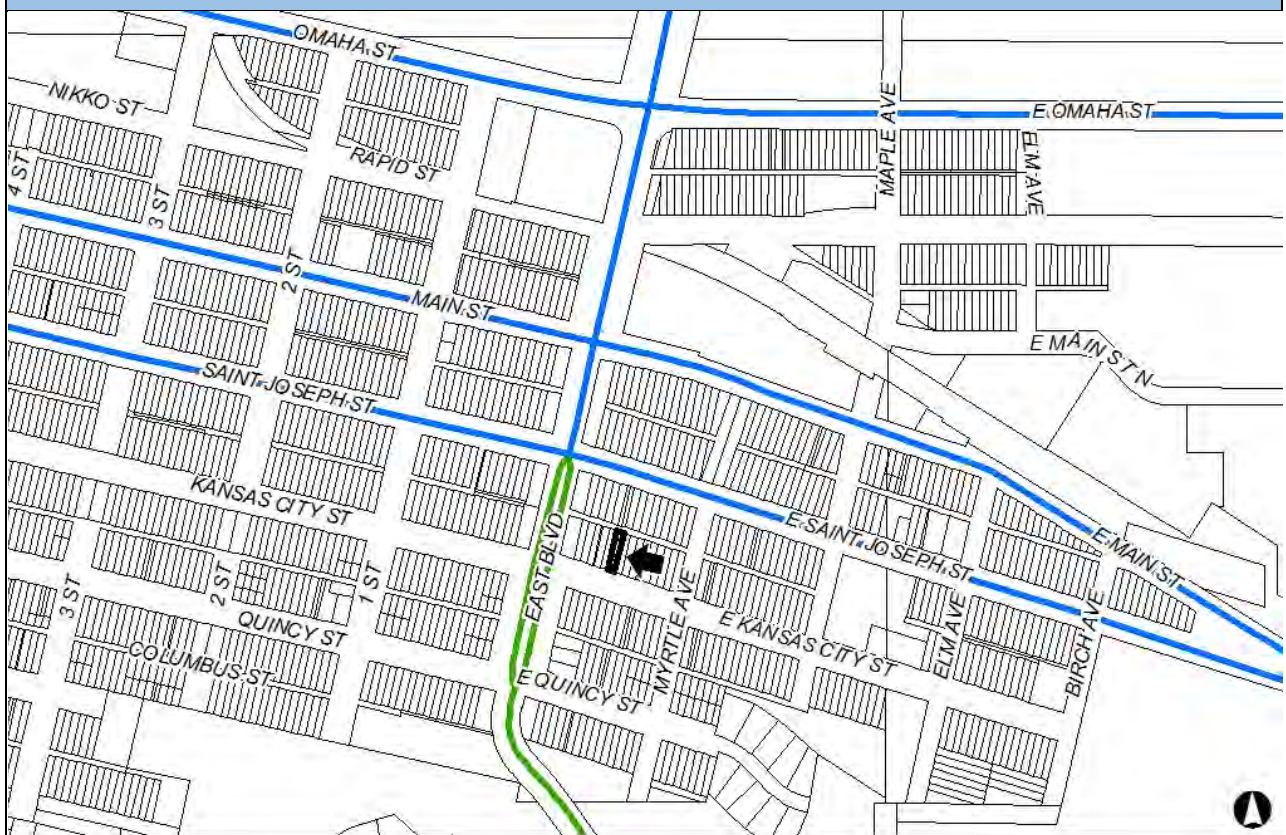 OMAHA ST
NIKKO ST
E OMAHA ST
MAPLE AVE
ELM AVE
RAPID ST
4 ST
3 ST
2 ST
MAIN ST
E MAIN ST N
SAINT JOSEPH ST
KANSAS CITY ST
EAST BLVD
E SAINT JOSEPH ST
E MAIN ST
3 ST
2 ST
1 ST
QUINCY ST
COLUMBUS ST
E QUINCY ST
MYRTLE AVE
E KANSAS CITY ST
ELM AVE
BIRCH AVE